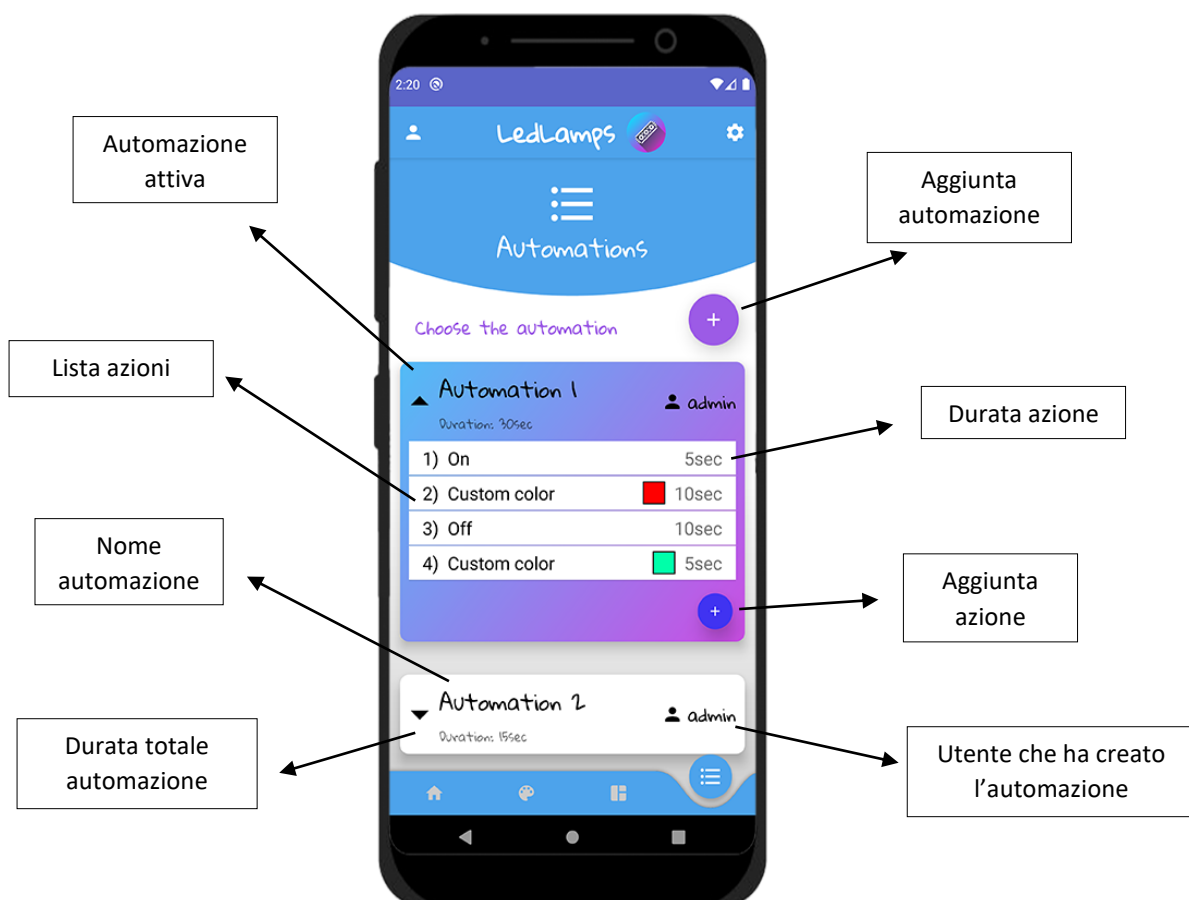 2:20
LedLamps
Automations
Choose the automation
Automation 1
admin
Duration: 30sec
1) On 5sec
2) Custom color 10sec
3) Off 10sec
4) Custom color 5sec
+
+
Automation 2
admin
Duration: 15sec
Automazione
attiva
Lista azioni
Nome
automazione
Durata totale
automazione
Aggiunta
automazione
Durata azione
Aggiunta
azione
Utente che ha creato
l’automazione